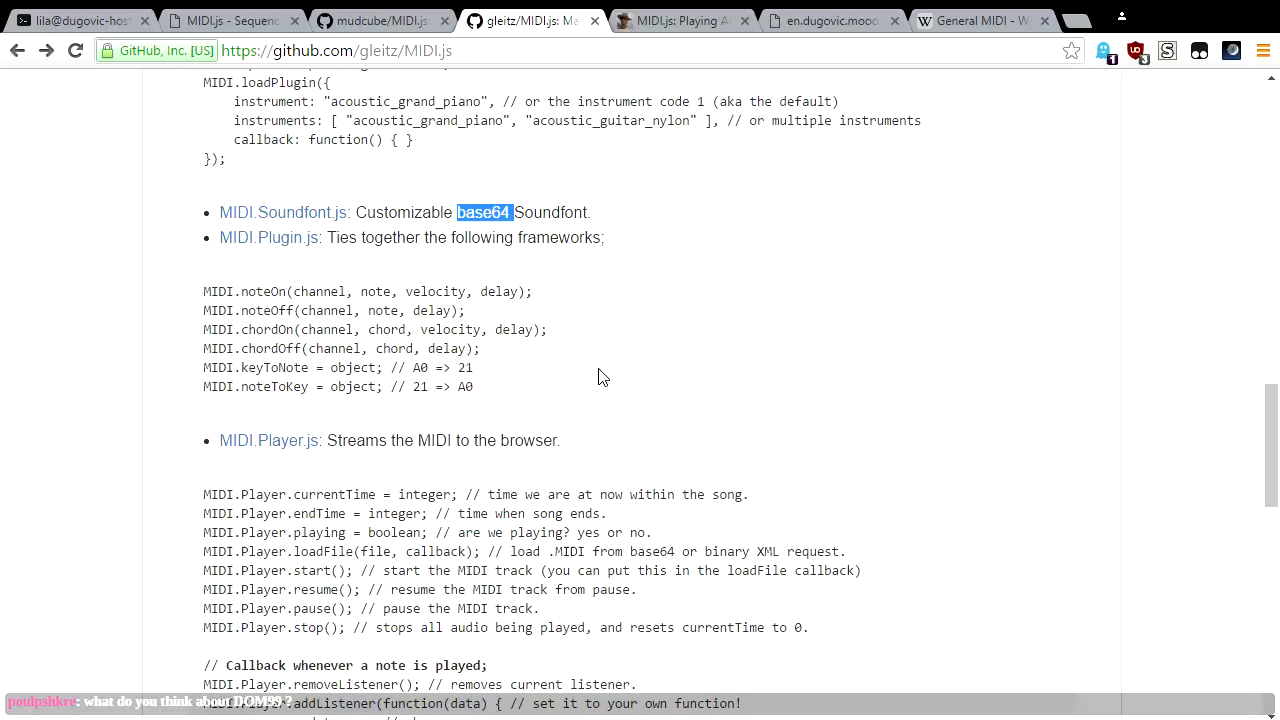 lila@dugovic-host
MIDI.js - Sequen
mudcube/MIDI.js
gleitz/MIDI.js: Ma
MIDI.js: Playing A
en.dugovic.mooo
General MIDI - W
GitHub, Inc. [US]
https://github.com/gleitz/MIDI.js
1
3
MIDI.loadPlugin({
instrument: "acoustic_grand_piano", // or the instrument code 1 (aka the default)
instruments: [ "acoustic_grand_piano", "acoustic_guitar_nylon" ], // or multiple instruments
callback: function() { }
});
• MIDI.Soundfont.js: Customizable base64 Soundfont.
• MIDI.Plugin.js: Ties together the following frameworks;
MIDI.noteOn(channel, note, velocity, delay);
MIDI.noteOff(channel, note, delay);
MIDI.chordOn(channel, chord, velocity, delay);
MIDI.chordOff(channel, chord, delay);
MIDI.keyToNote = object; // A0 => 21
MIDI.noteToKey = object; // 21 => A0
• MIDI.Player.js: Streams the MIDI to the browser.
MIDI.Player.currentTime = integer; // time we are at now within the song.
MIDI.Player.endTime = integer; // time when song ends.
MIDI.Player.playing = boolean; // are we playing? yes or no.
MIDI.Player.loadFile(file, callback); // load .MIDI from base64 or binary XML request.
MIDI.Player.start(); // start the MIDI track (you can put this in the loadFile callback)
MIDI.Player.resume(); // resume the MIDI track from pause.
MIDI.Player.pause(); // pause the MIDI track.
MIDI.Player.stop(); // stops all audio being played, and resets currentTime to 0.
// Callback whenever a note is played;
MIDI.Player.removeListener(); // removes current listener.
MIDI.Player.addListener(function(data) { // set it to your own function!
poulpshkre: what do you think about DOM99 ?